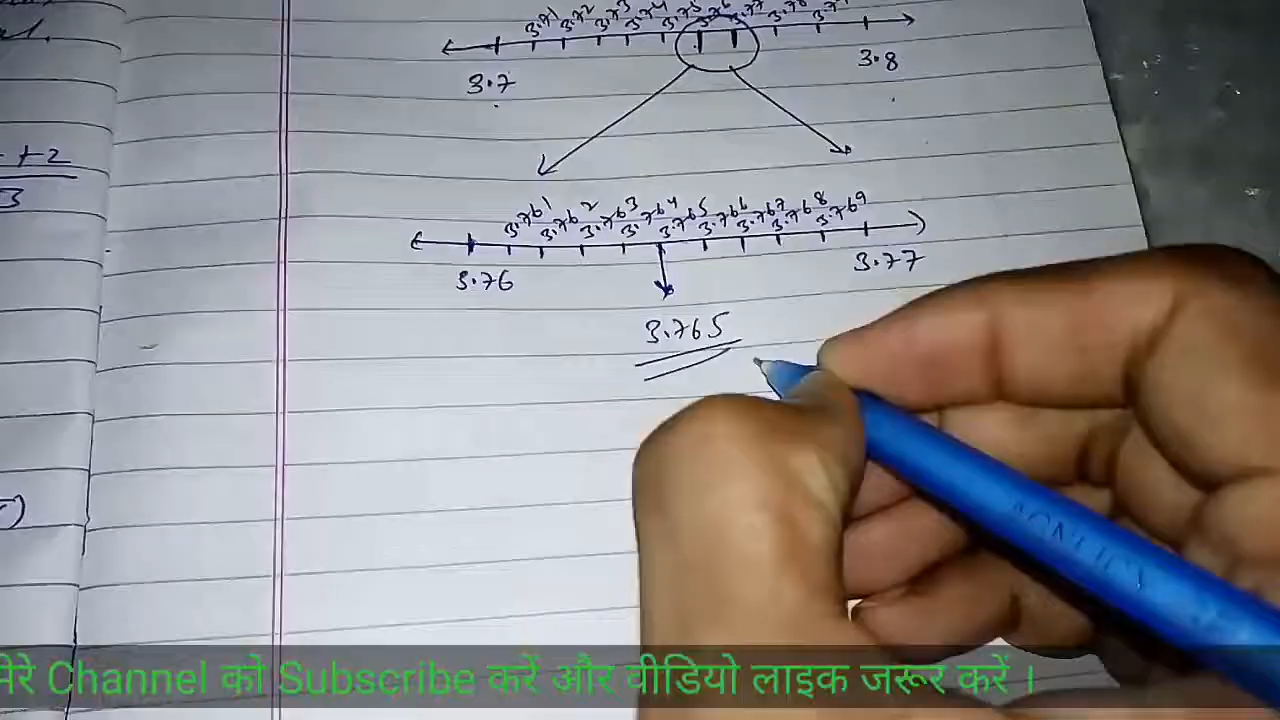 3.71 3.72 3.73 3.74 3.75 3.76 3.77 3.78
3.7 3.8
+2
3
3.761 3.762 3.763 3.764 3.765 3.766 3.767 3.768 3.769
3.76 3.77
3.765
मेरे Channel को Subscribe करें और वीडियो लाइक जरूर करें ।